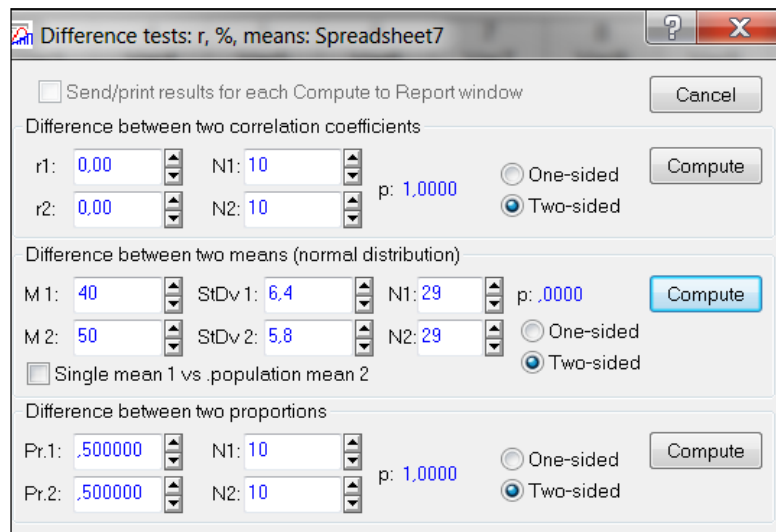 Difference tests: r, %, means: Spreadsheet7
Send/print results for each Compute to Report window
Cancel
Difference between two correlation coefficients
r1: 0,00 N1: 10 p: 1,0000 One-sided Compute
r2: 0,00 N2: 10 Two-sided
Difference between two means (normal distribution)
M 1: 40 StDv 1: 6,4 N1: 29 p: ,0000 Compute
M 2: 50 StDv 2: 5,8 N2: 29 One-sided
Two-sided
Single mean 1 vs .population mean 2
Difference between two proportions
Pr.1: ,500000 N1: 10 p: 1,0000 One-sided Compute
Pr.2: ,500000 N2: 10 Two-sided